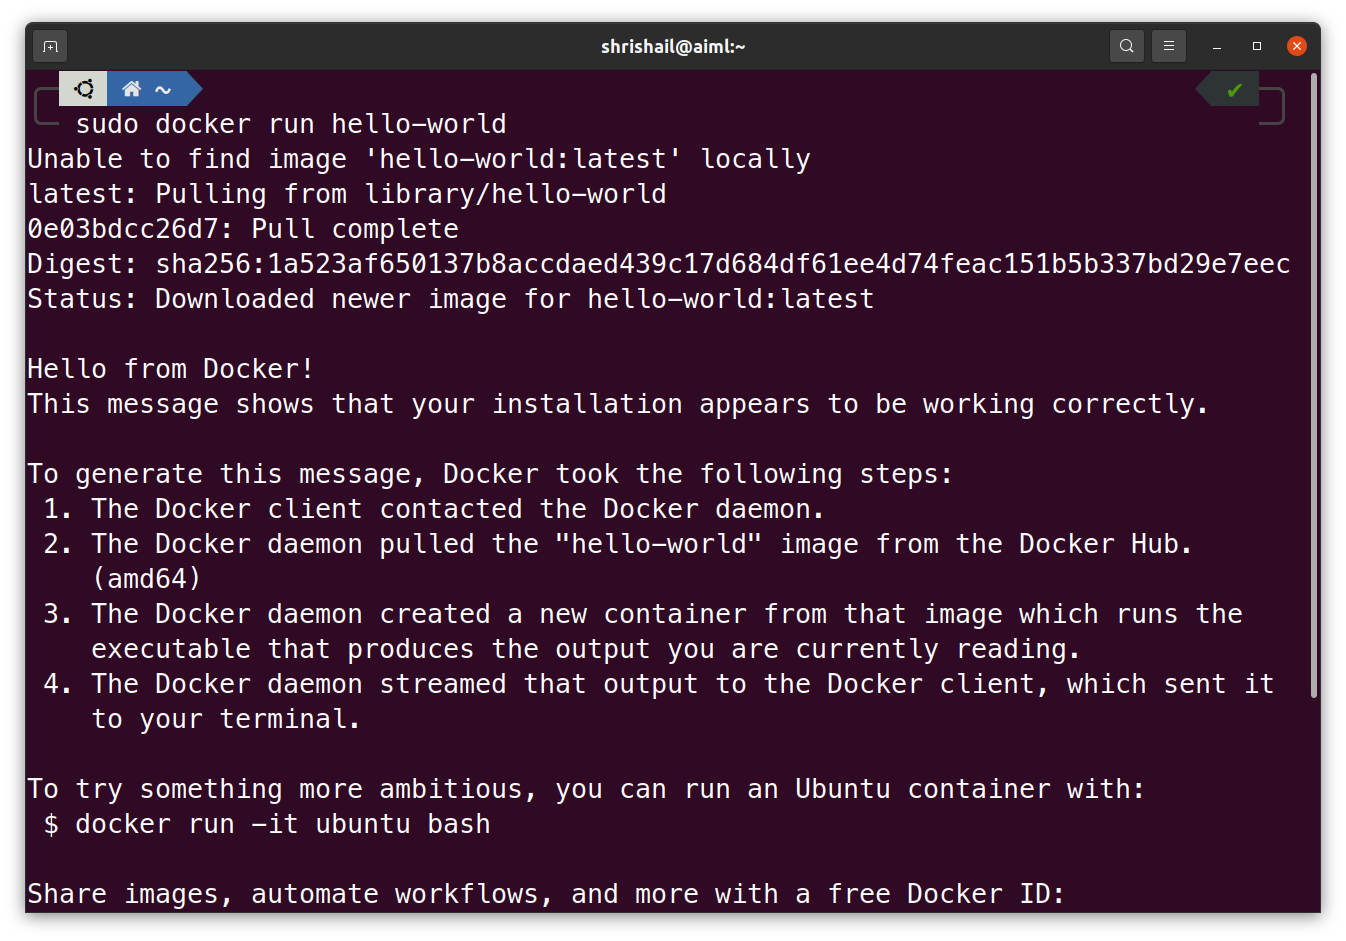 shrishail@aiml:~
~
sudo docker run hello-world
Unable to find image 'hello-world:latest' locally
latest: Pulling from library/hello-world
0e03bdcc26d7: Pull complete
Digest: sha256:1a523af650137b8accdaed439c17d684df61ee4d74feac151b5b337bd29e7eec
Status: Downloaded newer image for hello-world:latest

Hello from Docker!
This message shows that your installation appears to be working correctly.

To generate this message, Docker took the following steps:
 1. The Docker client contacted the Docker daemon.
 2. The Docker daemon pulled the "hello-world" image from the Docker Hub.
    (amd64)
 3. The Docker daemon created a new container from that image which runs the
    executable that produces the output you are currently reading.
 4. The Docker daemon streamed that output to the Docker client, which sent it
    to your terminal.

To try something more ambitious, you can run an Ubuntu container with:
 $ docker run -it ubuntu bash

Share images, automate workflows, and more with a free Docker ID: